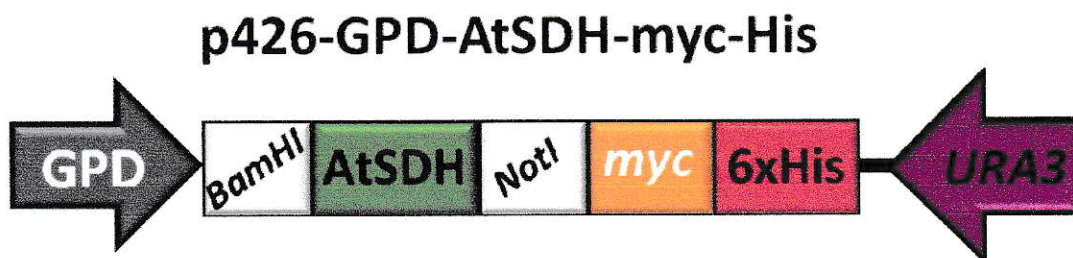 p426-GPD-AtSDH-myc-His
GPD BamHI AtSDH NotI myc 6xHis URA3